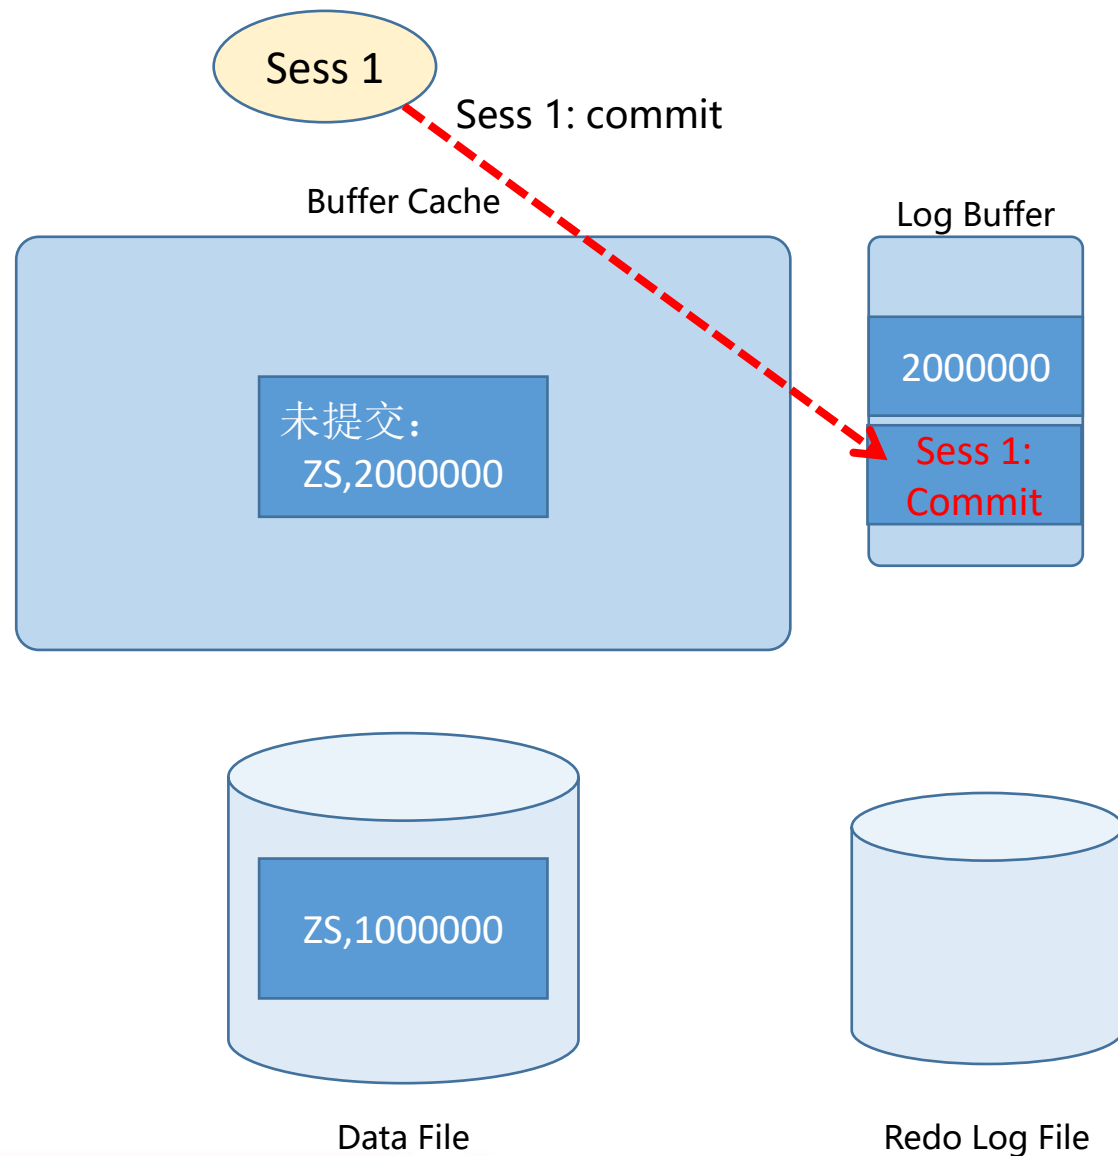 Sess 1
Sess 1: commit
Buffer Cache
Log Buffer
未提交：
ZS,2000000
2000000
Sess 1:
Commit
ZS,1000000
Data File
Redo Log File